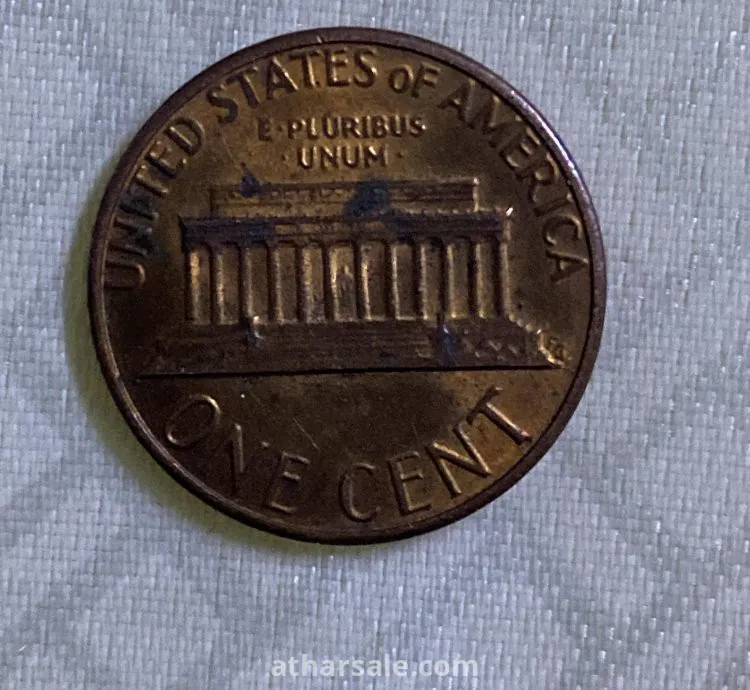 UNITED STATES OF AMERICA
E·PLURIBUS
·UNUM·
ONE CENT
atharsale.com